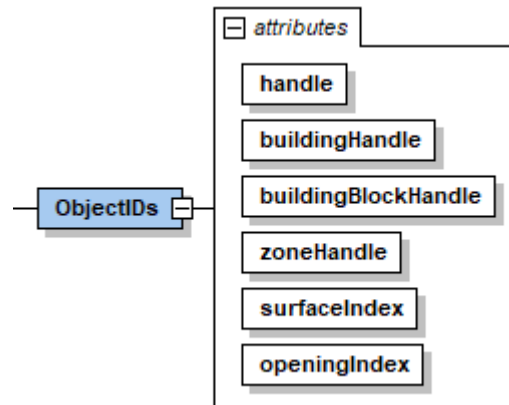 attributes
handle
buildingHandle
buildingBlockHandle
ObjectIDs
zoneHandle
surfaceIndex
openingIndex